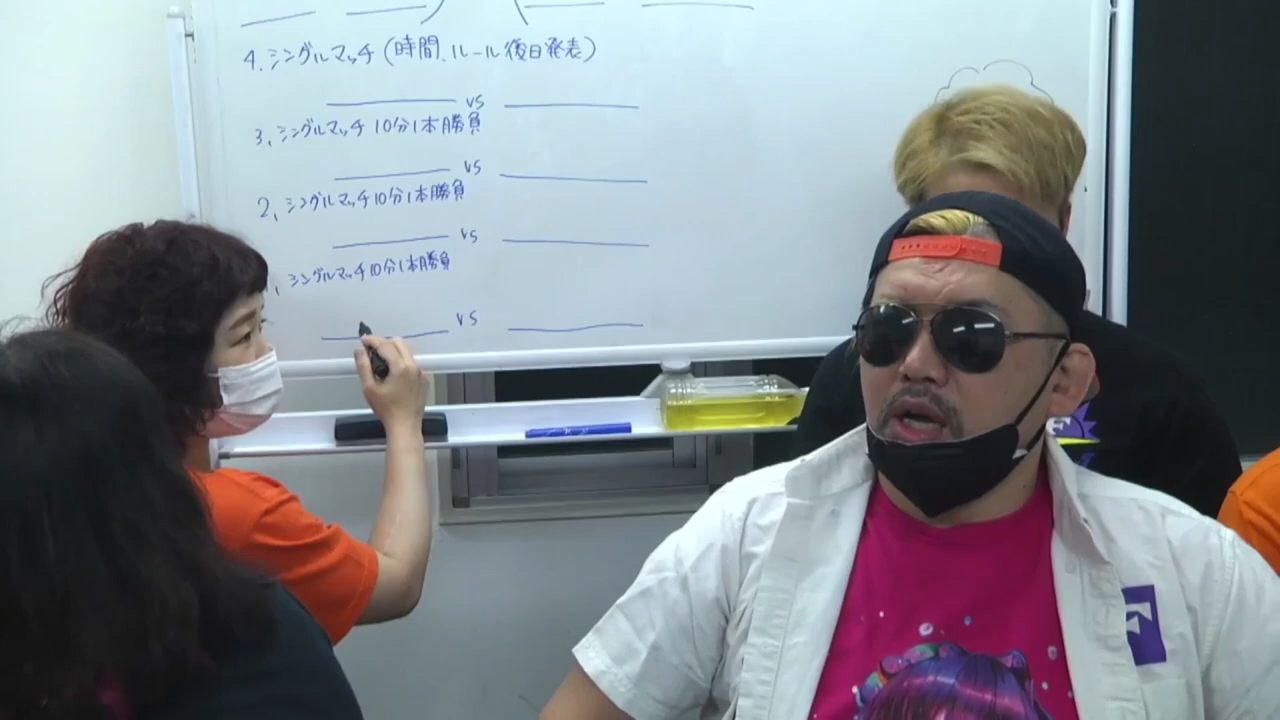 4. シングルマッチ (時間、ルール後日発表)
vs
3、シングルマッチ 10分1本勝負
vs
2、シングルマッチ10分1本勝負
vs
、シングルマッチ10分1本勝負
vs
F
F